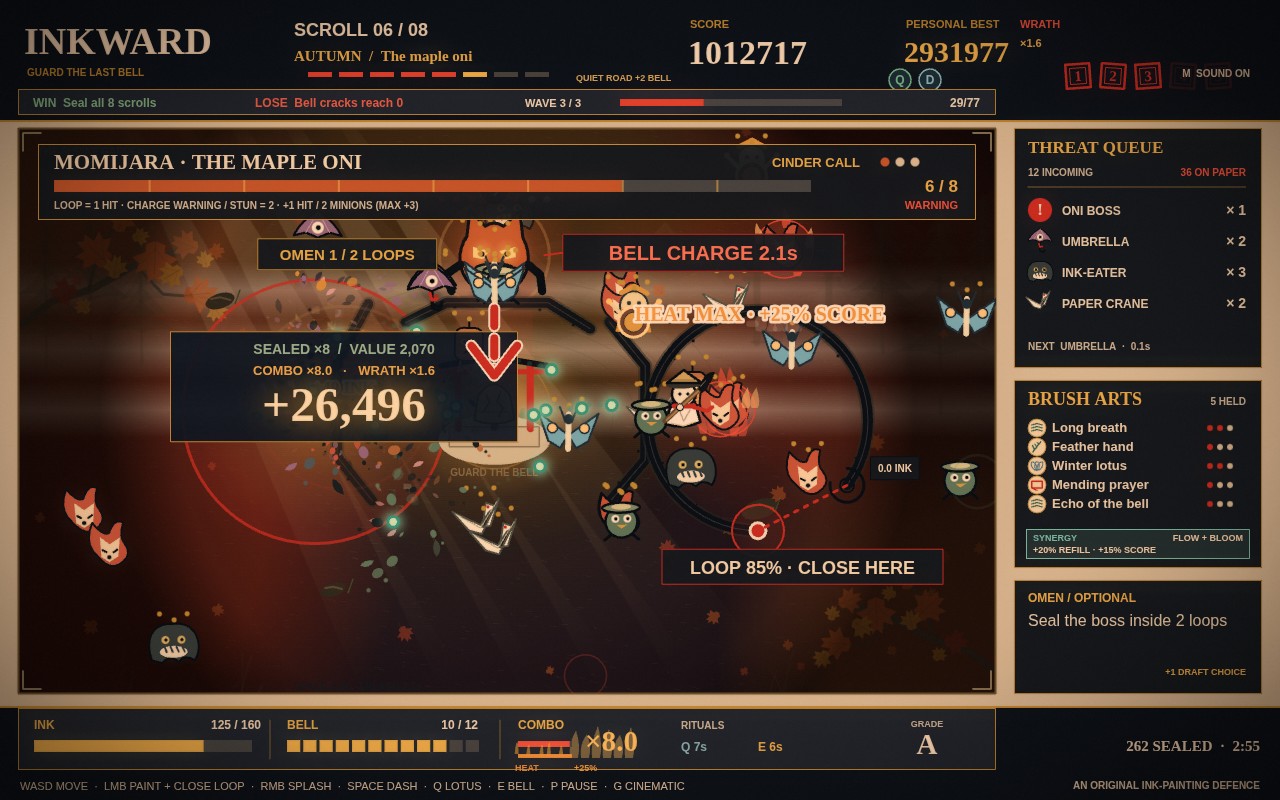 INKWARD
GUARD THE LAST BELL
SCROLL 06 / 08
AUTUMN / The maple oni
QUIET ROAD +2 BELL
SCORE
1012717
PERSONAL BEST
2931977
Q D
WRATH
×1.6
1 2 3
M SOUND ON
WIN Seal all 8 scrolls
LOSE Bell cracks reach 0
WAVE 3 / 3
29/77
MOMIJARA · THE MAPLE ONI
CINDER CALL
6 / 8
LOOP = 1 HIT · CHARGE WARNING / STUN = 2 · +1 HIT / 2 MINIONS (MAX +3)
WARNING
OMEN 1 / 2 LOOPS
BELL CHARGE 2.1s
HEAT MAX · +25% SCORE
SEALED ×8 / VALUE 2,070
COMBO ×8.0 · WRATH ×1.6
+26,496
GUARD THE BELL
0.0 INK
LOOP 85% · CLOSE HERE
THREAT QUEUE
12 INCOMING
36 ON PAPER
! ONI BOSS × 1
UMBRELLA × 2
INK-EATER × 3
PAPER CRANE × 2
NEXT UMBRELLA · 0.1s
BRUSH ARTS
5 HELD
Long breath
Feather hand
Winter lotus
Mending prayer
Echo of the bell
SYNERGY
FLOW + BLOOM
+20% REFILL · +15% SCORE
OMEN / OPTIONAL
Seal the boss inside 2 loops
+1 DRAFT CHOICE
INK
125 / 160
BELL
10 / 12
COMBO
×8.0
HEAT
+25%
RITUALS
Q 7s
E 6s
GRADE
A
262 SEALED · 2:55
WASD MOVE · LMB PAINT + CLOSE LOOP · RMB SPLASH · SPACE DASH · Q LOTUS · E BELL · P PAUSE · G CINEMATIC
AN ORIGINAL INK-PAINTING DEFENCE